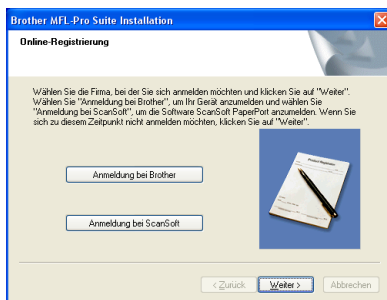 Brother MFL-Pro Suite Installation
Online-Registrierung
Wählen Sie die Firma, bei der Sie sich anmelden möchten und klicken Sie auf "Weiter".
Wählen Sie "Anmeldung bei Brother", um Ihr Gerät anzumelden und wählen Sie
"Anmeldung bei ScanSoft", um die Software ScanSoft PaperPort anzumelden. Wenn Sie
sich zu diesem Zeitpunkt nicht anmelden möchten, klicken Sie auf "Weiter".
Product Registration
Anmeldung bei Brother
Anmeldung bei ScanSoft
< Zurück
Weiter >
Abbrechen